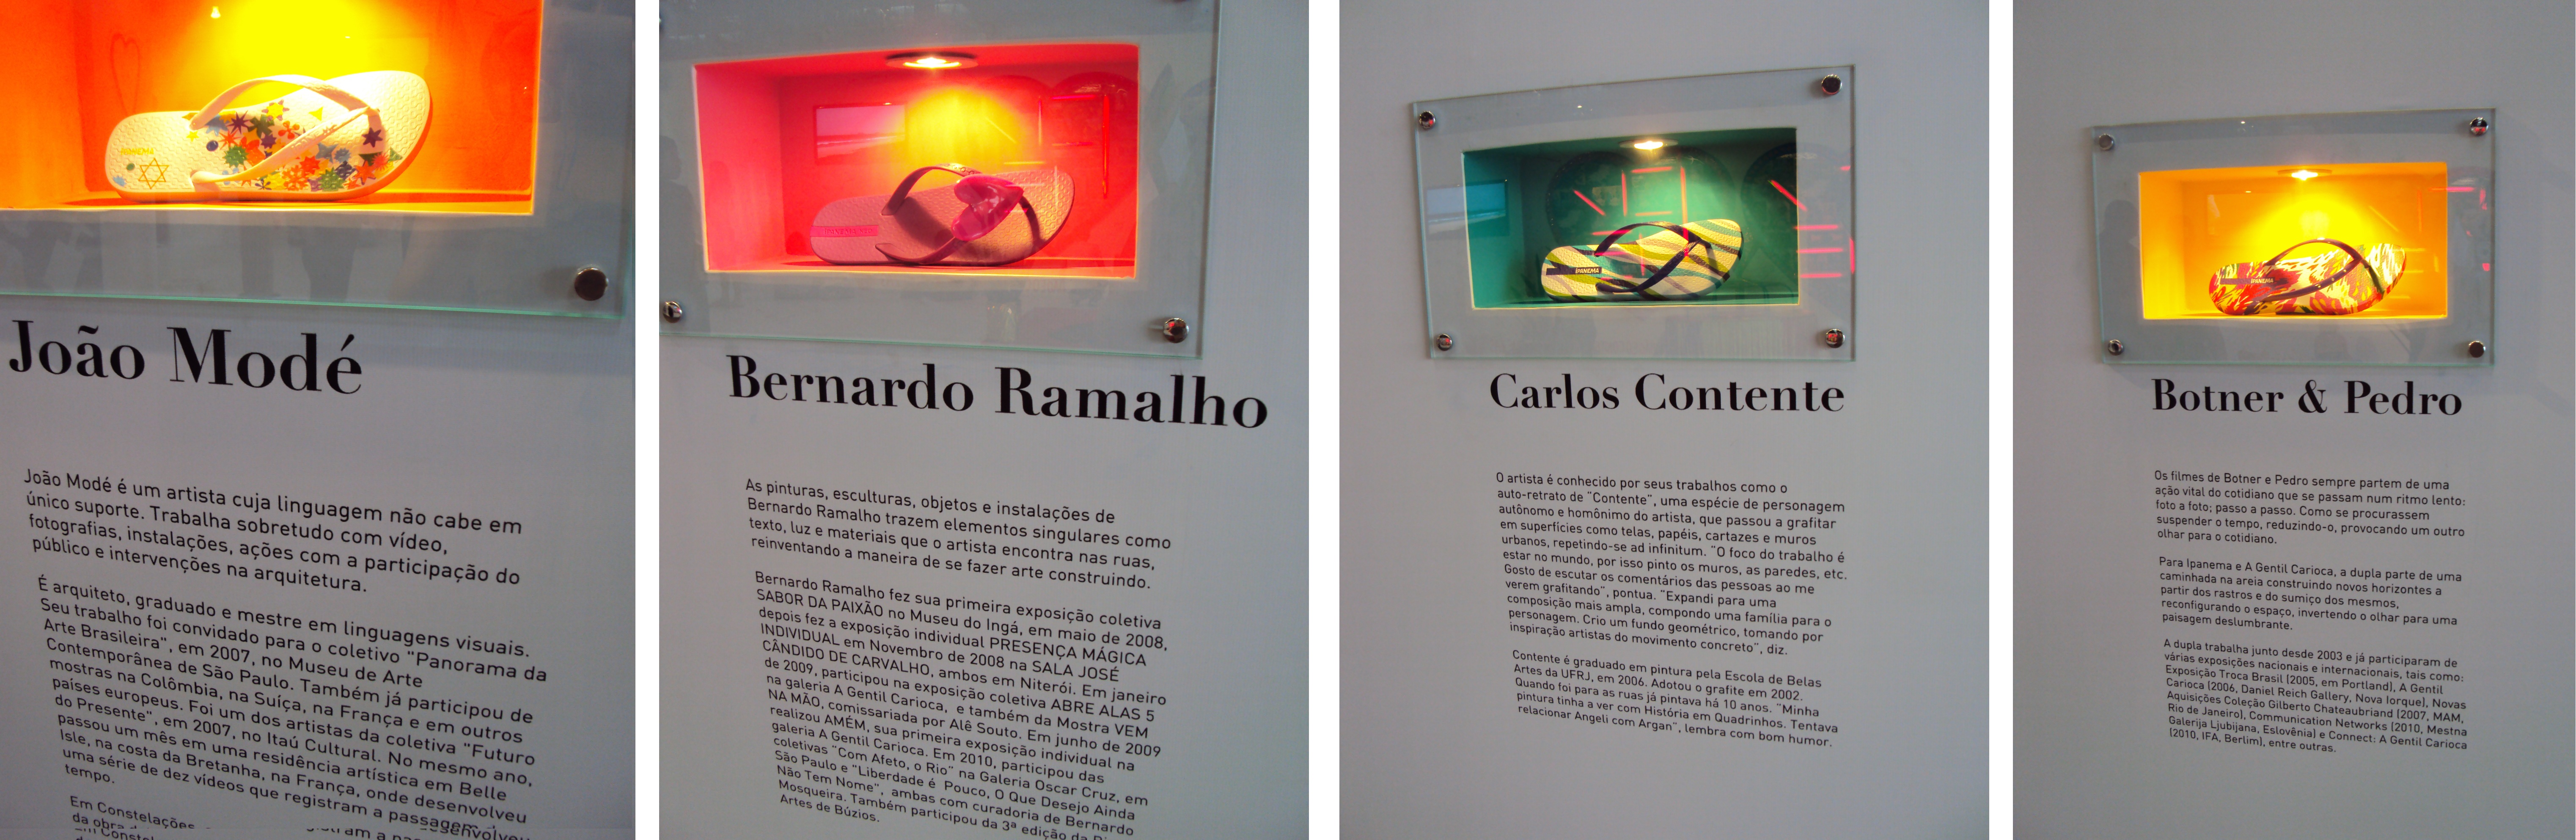 João Modé
João Modé é um artista cuja linguagem não cabe em
único suporte. Trabalha sobretudo com vídeo,
fotografias, instalações, ações com a participação do
público e intervenções na arquitetura.
É arquiteto, graduado e mestre em linguagens visuais.
Seu trabalho foi convidado para o coletivo "Panorama da
Arte Brasileira", em 2007, no Museu de Arte
Contemporânea de São Paulo. Também já participou de
mostras na Colômbia, na Suíça, na França e em outros
países europeus. Foi um dos artistas da coletiva "Futuro
do Presente", em 2007, no Itaú Cultural. No mesmo ano,
passou um mês em uma residência artística em Belle
Isle, na costa da Bretanha, na França, onde desenvolveu
uma série de dez vídeos que registram a passagem do
tempo.
Em Constelações
da obra
Bernardo Ramalho
As pinturas, esculturas, objetos e instalações de
Bernardo Ramalho trazem elementos singulares como
texto, luz e materiais que o artista encontra nas ruas,
reinventando a maneira de se fazer arte construindo.
Bernardo Ramalho fez sua primeira exposição coletiva
SABOR DA PAIXÃO no Museu do Ingá, em maio de 2008,
depois fez a exposição individual PRESENÇA MÁGICA
INDIVIDUAL em Novembro de 2008 na SALA JOSÉ
CÂNDIDO DE CARVALHO, ambos em Niterói. Em janeiro
de 2009, participou na exposição coletiva ABRE ALAS 5
na galeria A Gentil Carioca, e também da Mostra VEM
NA MÃO, comissariada por Alê Souto. Em junho de 2009
realizou AMÉM, sua primeira exposição individual na
galeria A Gentil Carioca. Em 2010, participou das
coletivas "Com Afeto, o Rio" na Galeria Oscar Cruz, em
São Paulo e "Liberdade é Pouco, O Que Desejo Ainda
Não Tem Nome", ambas com curadoria de Bernardo
Mosqueira. Também participou da 3ª edição da
Artes de Búzios.
IPANEMA
Carlos Contente
O artista é conhecido por seus trabalhos como o
auto-retrato de "Contente", uma espécie de personagem
autônomo e homônimo do artista, que passou a grafitar
em superfícies como telas, papéis, cartazes e muros
urbanos, repetindo-se ad infinitum. "O foco do trabalho é
estar no mundo, por isso pinto os muros, as paredes, etc.
Gosto de escutar os comentários das pessoas ao me
verem grafitando", pontua. "Expandi para uma
composição mais ampla, compondo uma família para o
personagem. Crio um fundo geométrico, tomando por
inspiração artistas do movimento concreto", diz.
Contente é graduado em pintura pela Escola de Belas
Artes da UFRJ, em 2006. Adotou o grafite em 2002.
Quando foi para as ruas já pintava há 10 anos. "Minha
pintura tinha a ver com História em Quadrinhos. Tentava
relacionar Angeli com Argan", lembra com bom humor.
IPANEMA
Botner & Pedro
Os filmes de Botner e Pedro sempre partem de uma
ação vital do cotidiano que se passam num ritmo lento:
foto a foto; passo a passo. Como se procurassem
suspender o tempo, reduzindo-o, provocando um outro
olhar para o cotidiano.
Para Ipanema e A Gentil Carioca, a dupla parte de uma
caminhada na areia construindo novos horizontes a
partir dos rastros e do sumiço dos mesmos,
reconfigurando o espaço, invertendo o olhar para uma
paisagem deslumbrante.
A dupla trabalha junto desde 2003 e já participaram de
várias exposições nacionais e internacionais, tais como:
Exposição Troca Brasil (2005, em Portland), A Gentil
Carioca (2006, Daniel Reich Gallery, Nova Iorque), Novas
Aquisições Coleção Gilberto Chateaubriand (2007, MAM,
Rio de Janeiro), Communication Networks (2010, Mestna
Galerija Ljubijana, Eslovênia) e Connect: A Gentil Carioca
(2010, IFA, Berlim), entre outras.